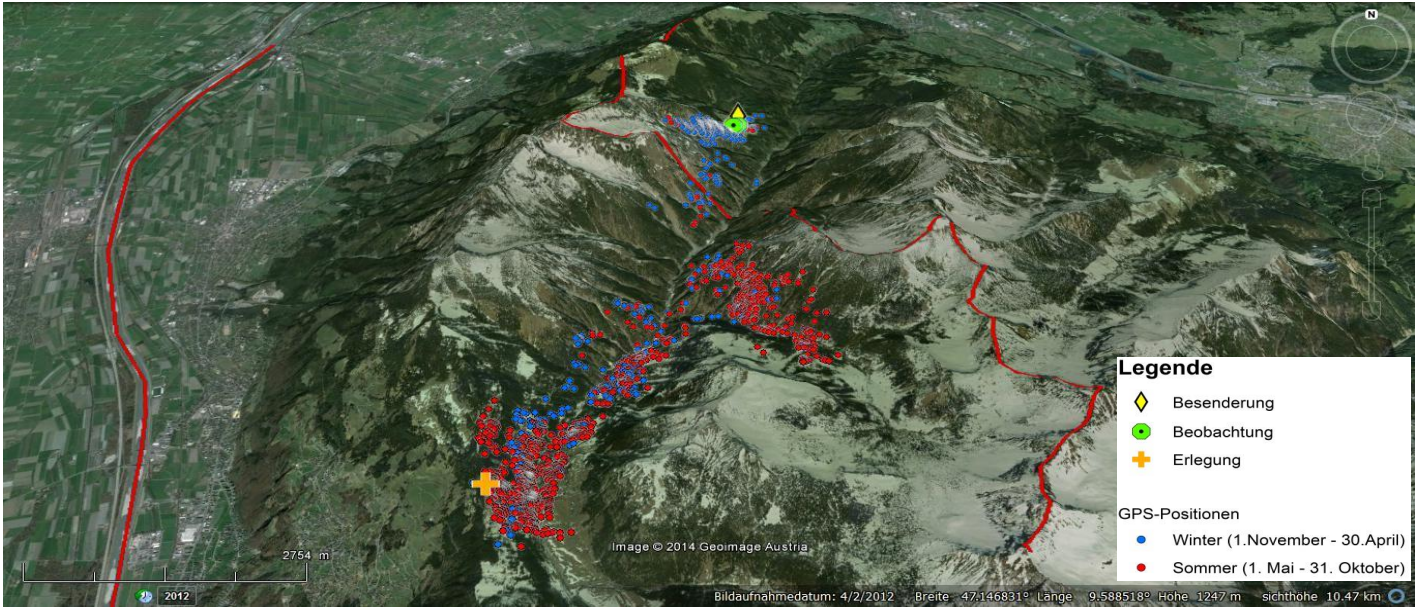 N
Legende
Besenderung
Beobachtung
Erlegung
GPS-Positionen
Winter (1.November - 30.April)
Sommer (1. Mai - 31. Oktober)
Image © 2014 Geoimage Austria
2754 m
2012
Bildaufnahmedatum: 4/2/2012 Breite 47.146831° Länge 9.588518° Höhe 1247 m sichthöhe 10.47 km